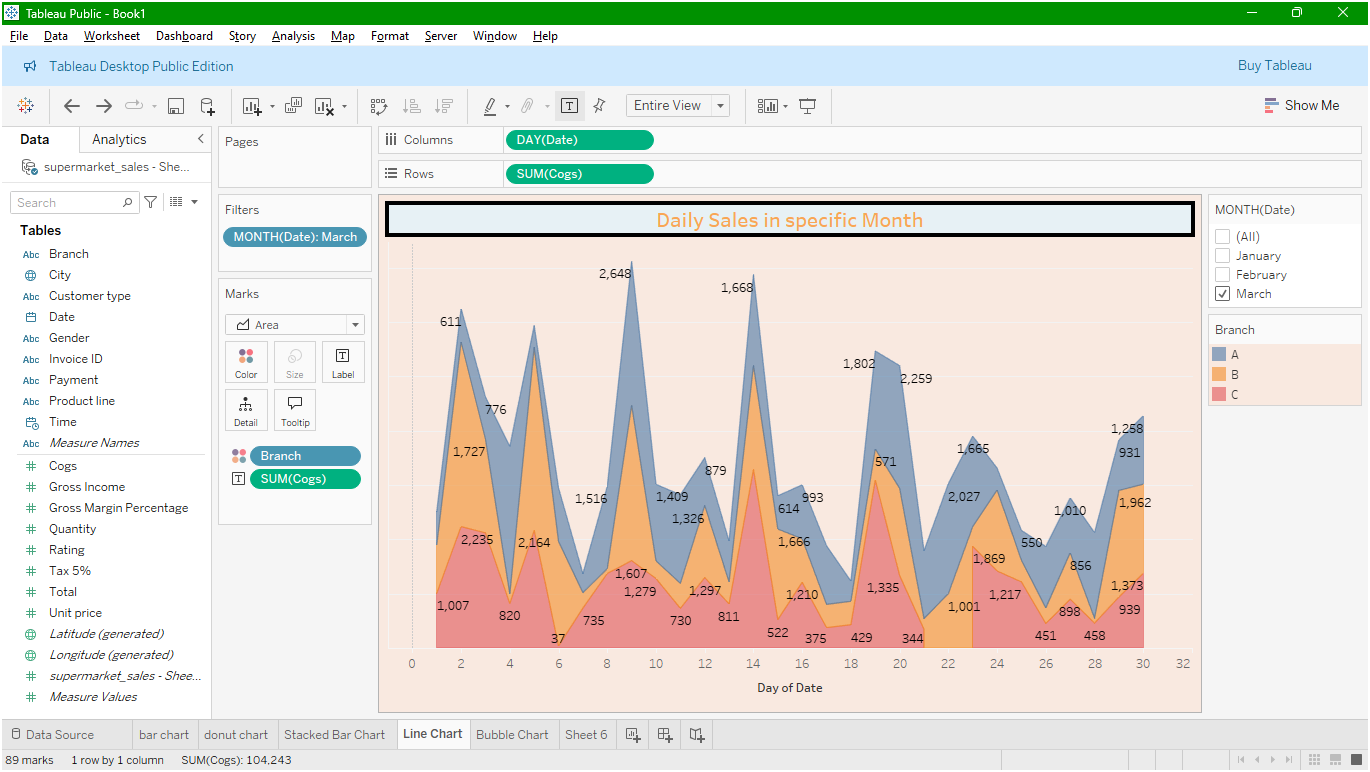 Tableau Public - Book1
File Data Worksheet Dashboard Story Analysis Map Format Server Window Help
Tableau Desktop Public Edition Buy Tableau
T Entire View Show Me
Data Analytics
supermarket_sales - Shee...
Search
Tables
Abc Branch
City
Abc Customer type
Date
Abc Gender
Abc Invoice ID
Abc Payment
Abc Product line
Time
Abc Measure Names
Cogs
Gross Income
Gross Margin Percentage
Quantity
Rating
Tax 5%
Total
Unit price
Latitude (generated)
Longitude (generated)
supermarket_sales - Shee...
Measure Values
Pages
Filters
MONTH(Date): March
Marks
Area
Color Size Label
Detail Tooltip
Branch
SUM(Cogs)
Columns DAY(Date)
Rows SUM(Cogs)
Daily Sales in specific Month
2,648
1,668
611
1,802
2,259
776
1,258
1,727 1,665 931
571
879
1,516 1,409 993 2,027
1,962
614 1,010
1,326
2,235 2,164 1,666 550
1,869 856
1,607
1,279 1,297 1,210 1,335 1,217 1,373
1,007 1,001 939
820 735 730 811 898
522 375 429 344 451 458
37
0 2 4 6 8 10 12 14 16 18 20 22 24 26 28 30 32
Day of Date
MONTH(Date)
(All)
January
February
March
Branch
A
B
C
Data Source bar chart donut chart Stacked Bar Chart Line Chart Bubble Chart Sheet 6
89 marks 1 row by 1 column SUM(Cogs): 104,243